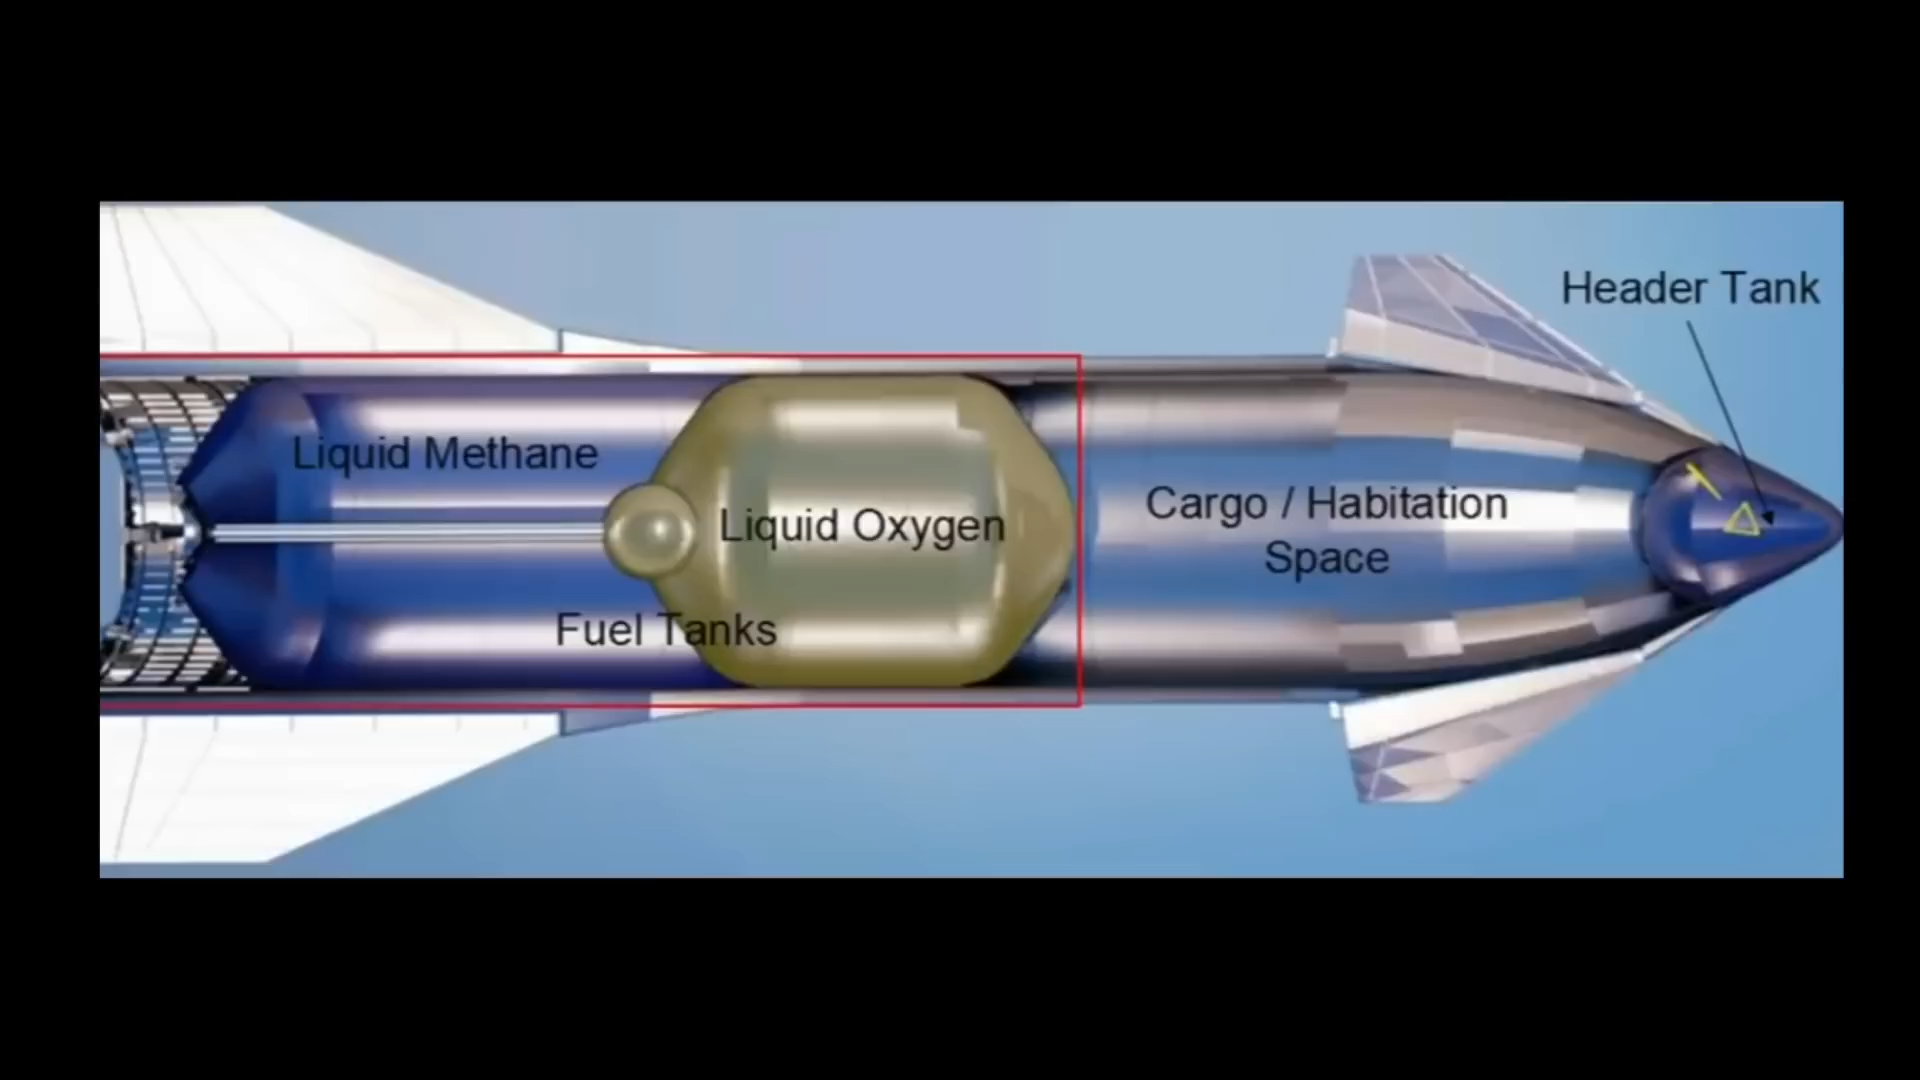 Header Tank
Liquid Methane
Liquid Oxygen
Cargo / Habitation
Space
Fuel Tanks